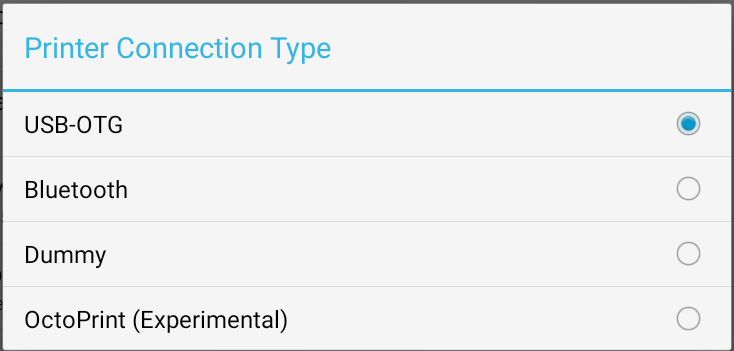 Printer Connection Type
USB-OTG
Bluetooth
Dummy
OctoPrint (Experimental)